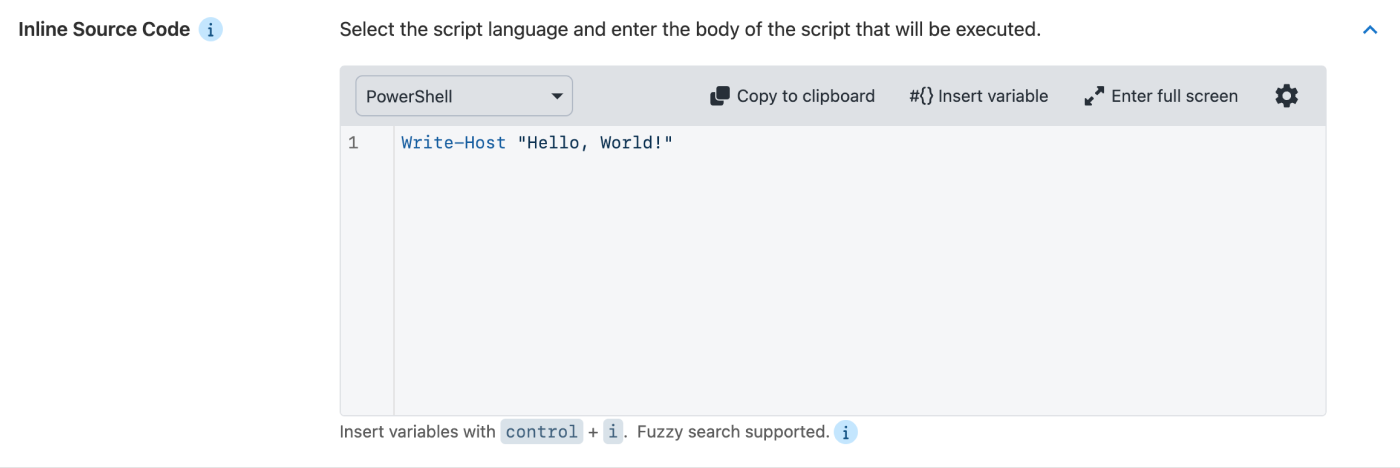 Inline Source Code i Select the script language and enter the body of the script that will be executed.
PowerShell Copy to clipboard #{} Insert variable Enter full screen
1 Write-Host "Hello, World!"
Insert variables with control + i. Fuzzy search supported. i